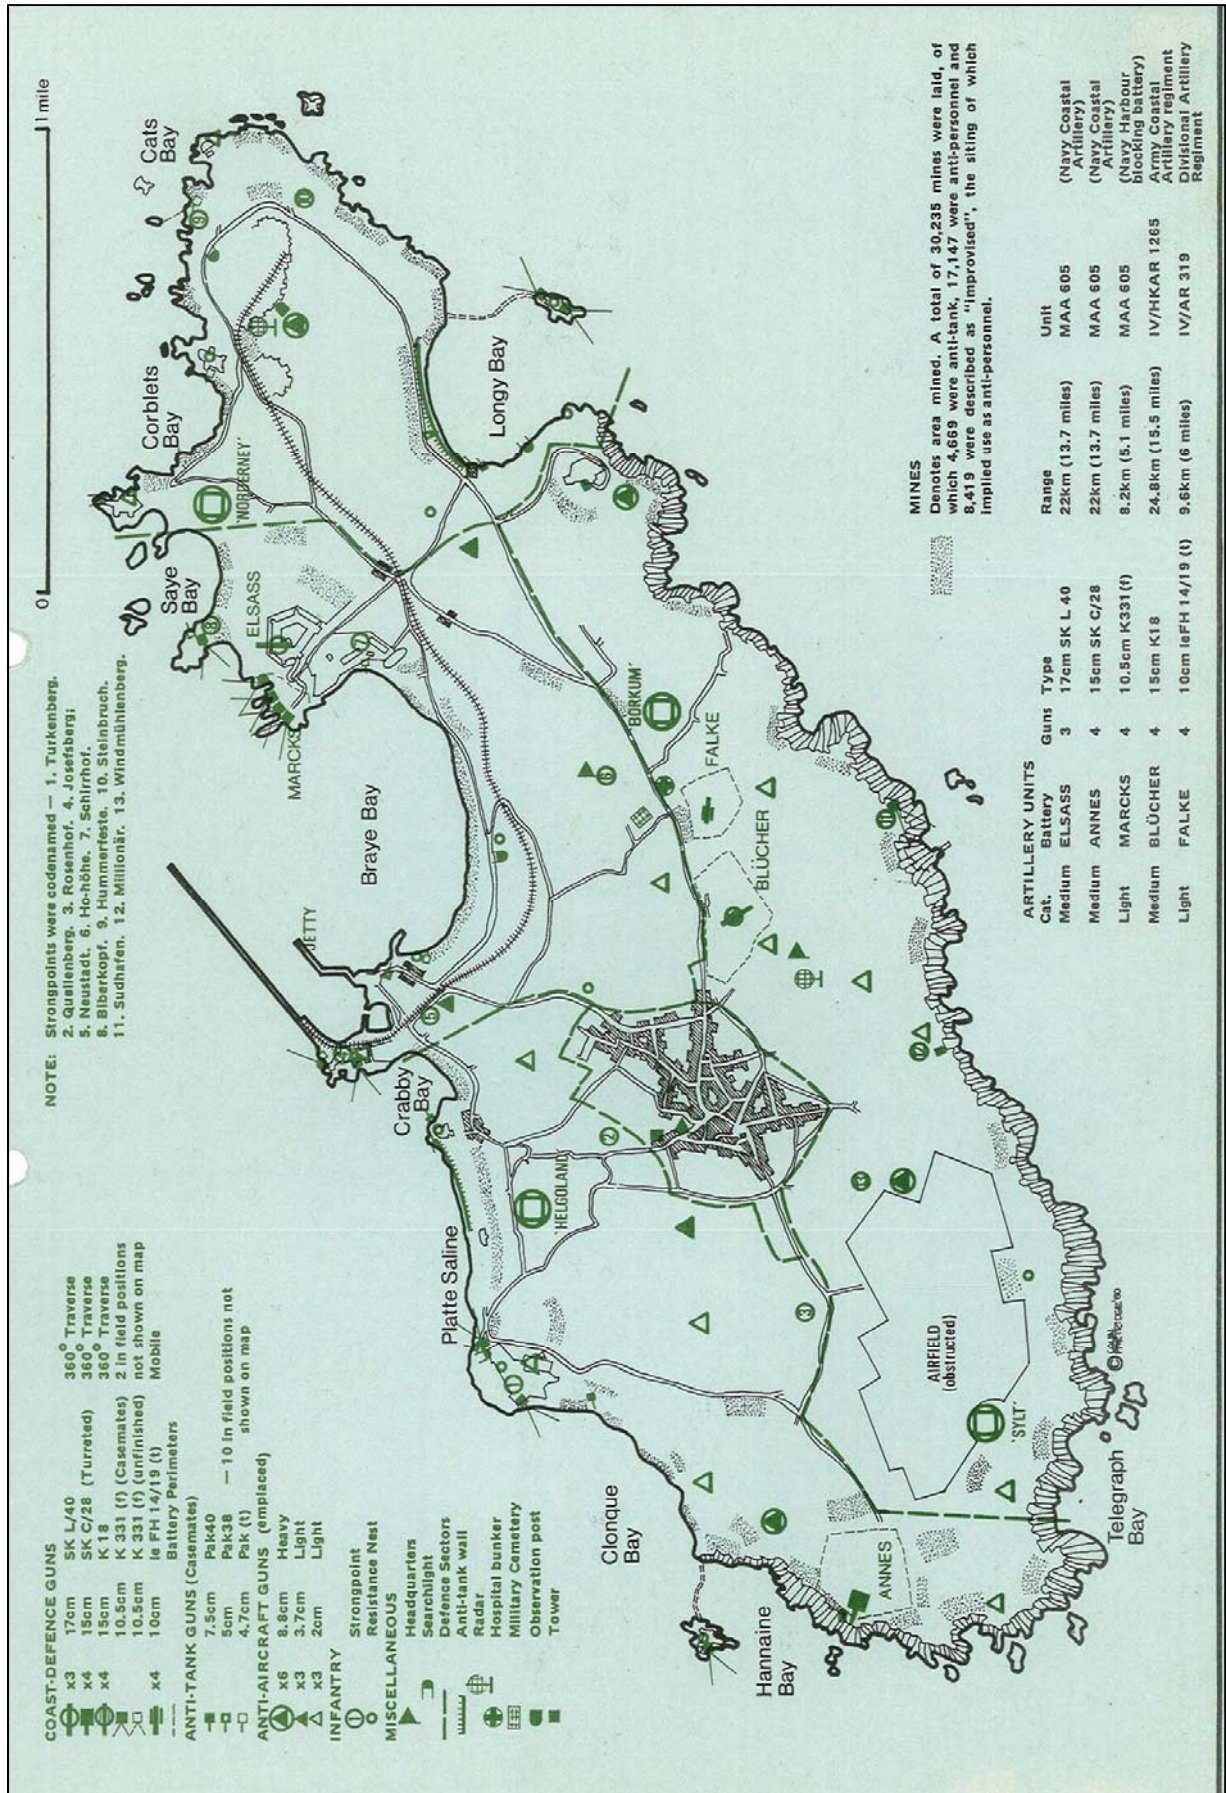 COAST-DEFENCE GUNS
x3 17cm SK L/40 360° Traverse
x4 15cm SK C/28 (Turreted) 360° Traverse
x4 15cm K 18 360° Traverse
10.5cm K 331 (f) (Casemates) 2 in field positions
10.5cm K 331 (f) (unfinished) not shown on map
x4 10cm le FH 14/19 (t) Mobile
Battery Perimeters
ANTI-TANK GUNS (Casemates)
7.5cm Pak40
5cm Pak38 — 10 in field positions not
4.7cm Pak (t) shown on map
ANTI-AIRCRAFT GUNS (emplaced)
x6 8.8cm Heavy
x3 3.7cm Light
x3 2cm Light
INFANTRY
1 Strongpoint
Resistance Nest
MISCELLANEOUS
Headquarters
Searchlight
Defence Sectors
Anti-tank wall
Radar
Hospital bunker
Military Cemetery
Observation post
Tower
NOTE: Strongpoints were codenamed — 1. Turkenberg.
2. Quellenberg. 3. Rosenhof. 4. Josefsberg;
5. Neustadt. 6. Ho-höhe. 7. Schirrhof.
8. Biberkopf. 9. Hummerfeste. 10. Steinbruch.
11. Sudhafen. 12. Millionär. 13. Windmühlenberg.
0 1 mile
Cats
Bay
Corblets
Bay
Saye
Bay
'NORDERNEY'
ELSASS
MARCKS
Longy Bay
Braye Bay
JETTY
Crabby
Bay
Platte Saline
'HELGOLAND'
'BORKUM'
FALKE
BLÜCHER
Clonque
Bay
Hannaine
Bay
ANNES
AIRFIELD
(obstructed)
'SYLT'
Telegraph
Bay
1
2
3
5
6
7
8
9
10
11
12
13
©
MINES
Denotes area mined. A total of 30,235 mines were laid, of
which 4,669 were anti-tank, 17,147 were anti-personnel and
8,419 were described as "improvised", the siting of which
implied use as anti-personnel.
ARTILLERY UNITS
Cat. Battery Guns Type Range Unit
Medium ELSASS 3 17cm SK L 40 22km (13.7 miles) MAA 605 (Navy Coastal
Artillery)
Medium ANNES 4 15cm SK C/28 22km (13.7 miles) MAA 605 (Navy Coastal
Artillery)
Light MARCKS 4 10.5cm K331(f) 8.2km (5.1 miles) MAA 605 (Navy Harbour
blocking battery)
Medium BLÜCHER 4 15cm K18 24.8km (15.5 miles) IV/HKAR 1265 Army Coastal
Artillery regiment
Light FALKE 4 10cm leFH 14/19 (t) 9.6km (6 miles) IV/AR 319 Divisional Artillery
Regiment